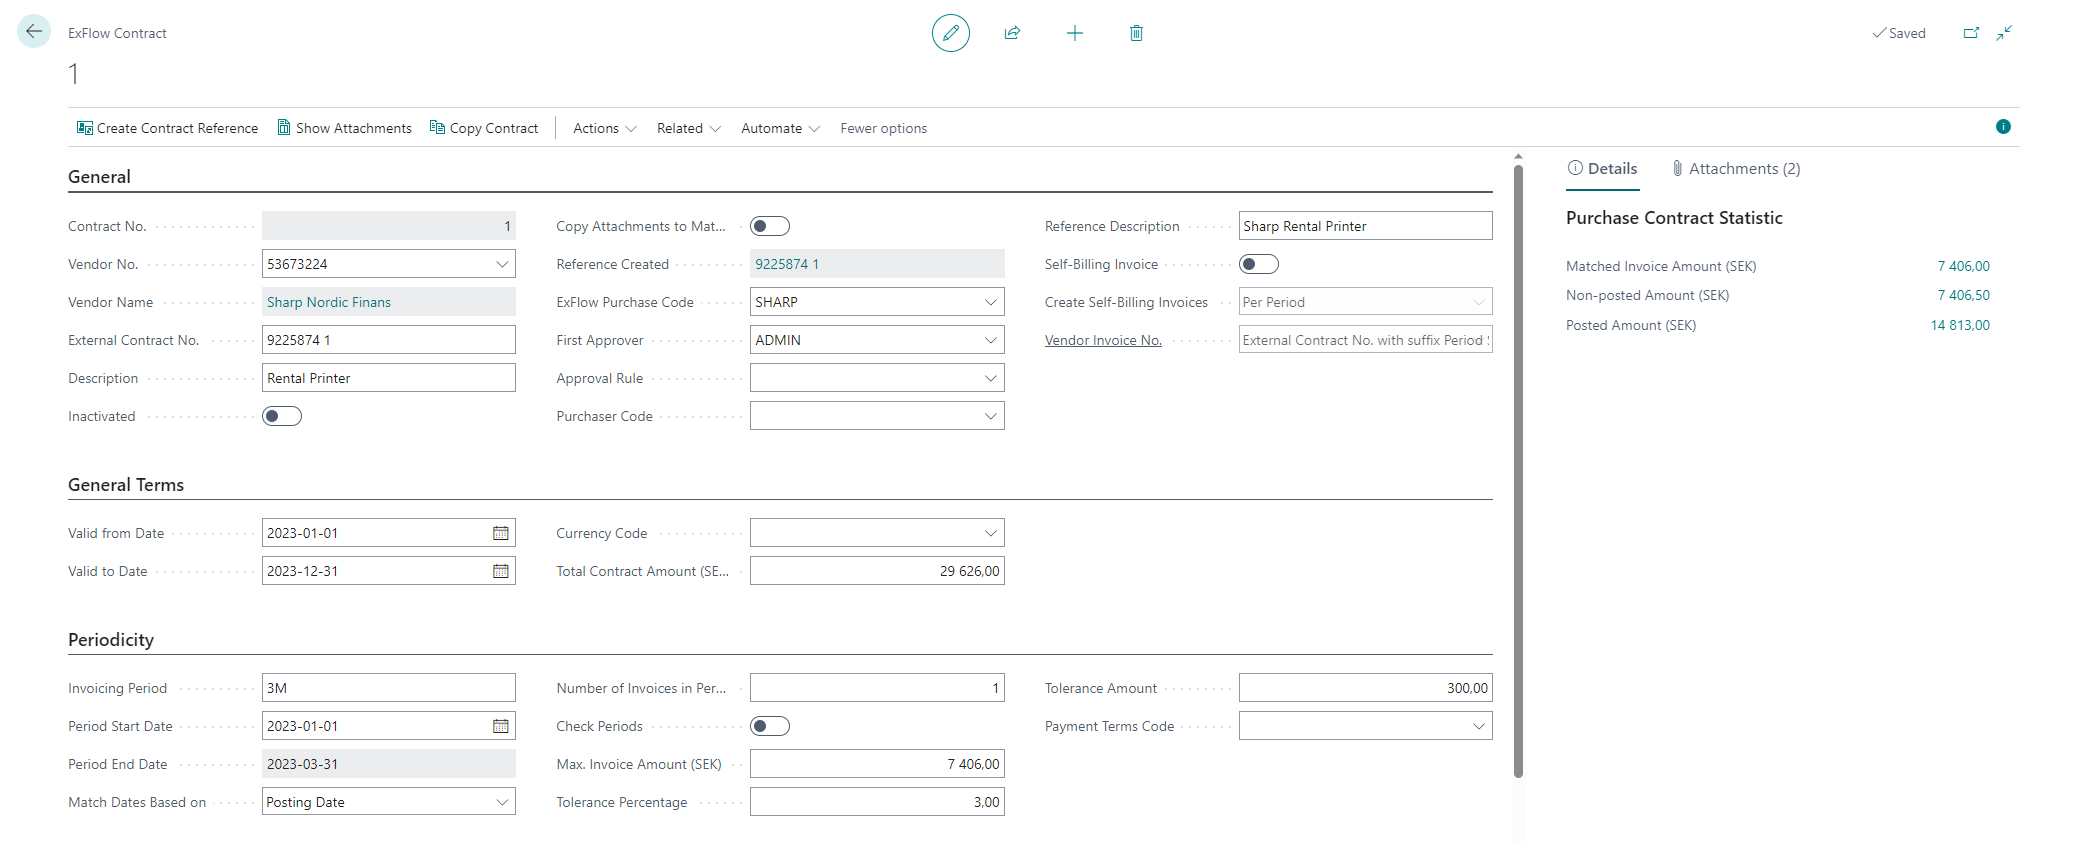 ExFlow Contract
Saved
1
Create Contract Reference Show Attachments Copy Contract Actions Related Automate Fewer options
General
Contract No. 1
Vendor No. 53673224
Vendor Name Sharp Nordic Finans
External Contract No. 9225874 1
Description Rental Printer
Inactivated
Copy Attachments to Mat...
Reference Created 9225874 1
ExFlow Purchase Code SHARP
First Approver ADMIN
Approval Rule
Purchaser Code
Reference Description Sharp Rental Printer
Self-Billing Invoice
Create Self-Billing Invoices Per Period
Vendor Invoice No. External Contract No. with suffix Period
General Terms
Valid from Date 2023-01-01
Valid to Date 2023-12-31
Currency Code
Total Contract Amount (SE... 29 626,00
Periodicity
Invoicing Period 3M
Period Start Date 2023-01-01
Period End Date 2023-03-31
Match Dates Based on Posting Date
Number of Invoices in Per... 1
Check Periods
Max. Invoice Amount (SEK) 7 406,00
Tolerance Percentage 3,00
Tolerance Amount 300,00
Payment Terms Code
Details Attachments (2)
Purchase Contract Statistic
Matched Invoice Amount (SEK) 7 406,00
Non-posted Amount (SEK) 7 406,50
Posted Amount (SEK) 14 813,00